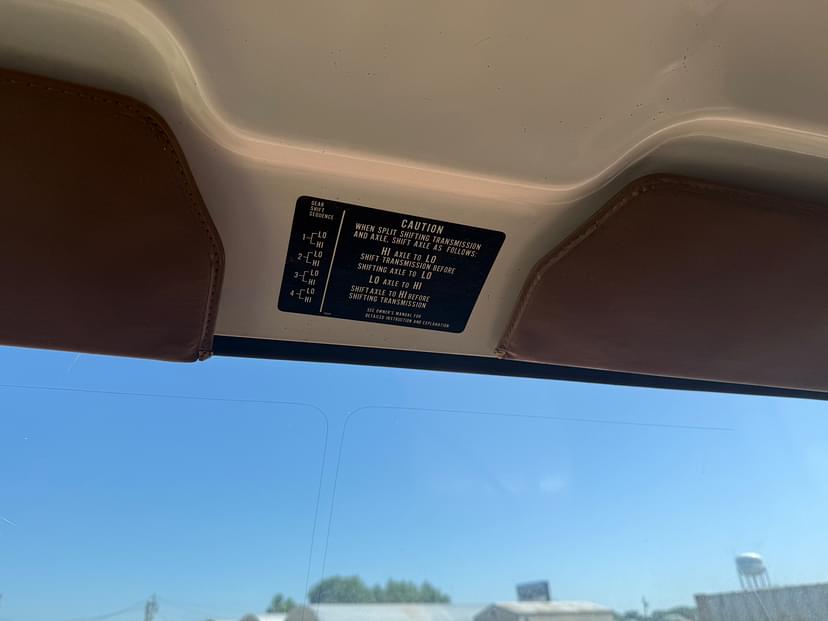 GEAR
SHIFT
SEQUENCE
1 LO
HI
2 LO
HI
3 LO
HI
4 LO
HI
CAUTION
WHEN SPLIT SHIFTING TRANSMISSION
AND AXLE, SHIFT AXLE AS FOLLOWS:
HI AXLE TO LO
SHIFT TRANSMISSION BEFORE
SHIFTING AXLE TO LO
LO AXLE TO HI
SHIFT AXLE TO HI BEFORE
SHIFTING TRANSMISSION
SEE OWNER'S MANUAL FOR
DETAILED INSTRUCTION AND EXPLANATION